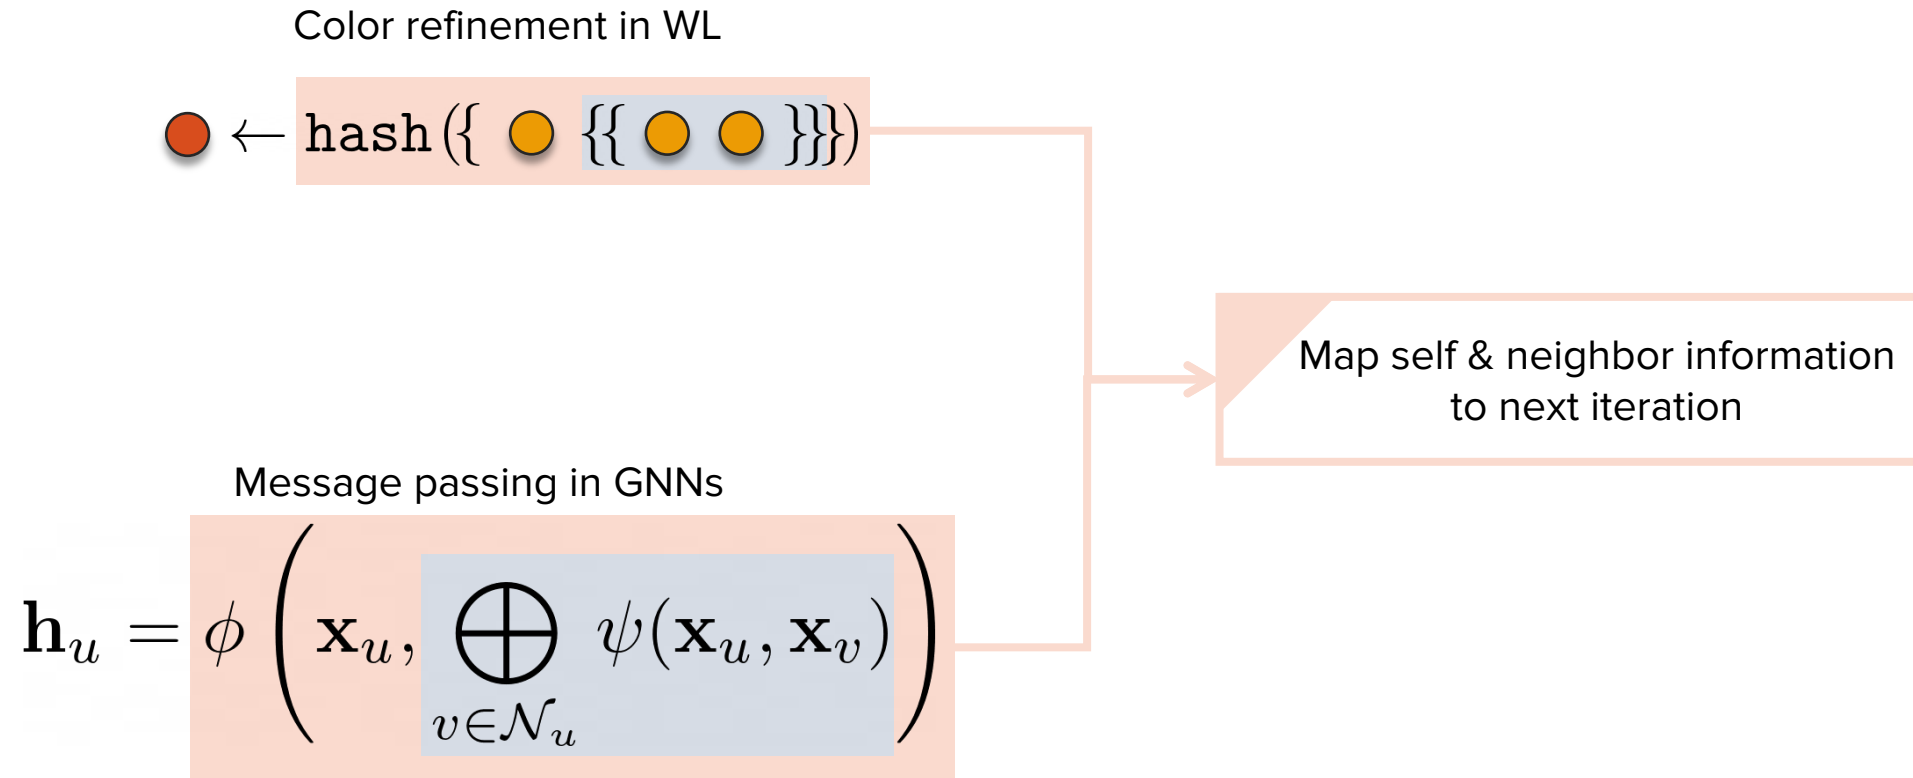 Color refinement in WL
← hash({ {{ }}})
Map self & neighbor information
to next iteration
Message passing in GNNs
h_u = ϕ ( x_u, ⨁_{v∈𝒩_u} ψ(x_u, x_v) )